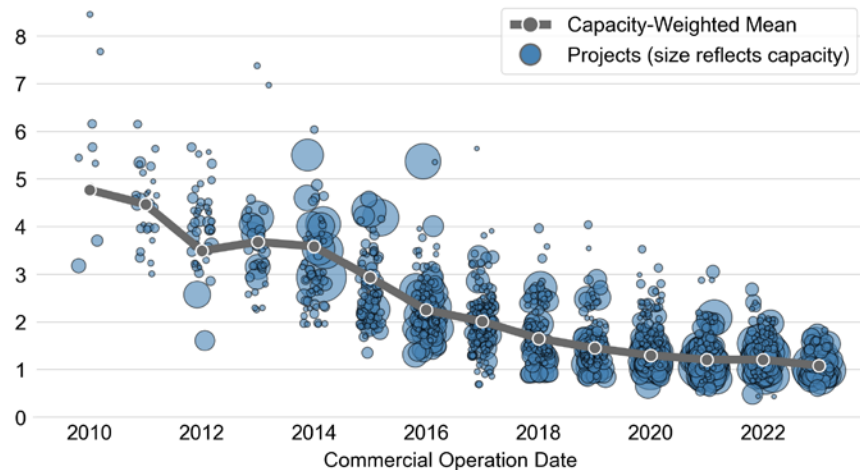 Capacity-Weighted Mean
Projects (size reflects capacity)
8
7
6
5
4
3
2
1
0
2010 2012 2014 2016 2018 2020 2022
Commercial Operation Date